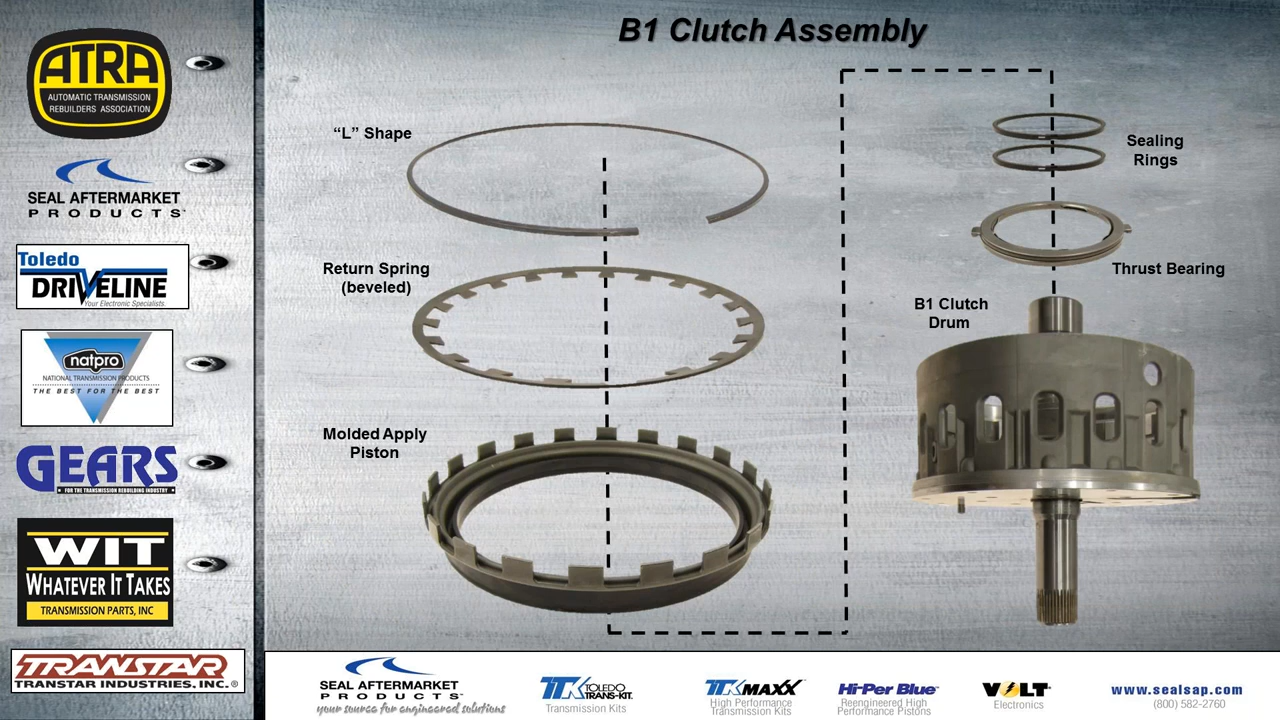 B1 Clutch Assembly
ATRA
AUTOMATIC TRANSMISSION
REBUILDERS ASSOCIATION
SEAL AFTERMARKET
PRODUCTS
Toledo
DRIVELINE
Your Electronic Specialists.
natpro
NATIONAL TRANSMISSION PRODUCTS
THE BEST FOR THE BEST
GEARS
FOR THE TRANSMISSION REBUILDING INDUSTRY
WIT
WHATEVER IT TAKES
TRANSMISSION PARTS, INC
TRANSTAR
TRANSTAR INDUSTRIES, INC.®
“L” Shape
Return Spring
(beveled)
Molded Apply
Piston
Sealing
Rings
Thrust Bearing
B1 Clutch
Drum
SEAL AFTERMARKET
PRODUCTS
your source for engineered solutions
TTK TOLEDO
TRANS-KIT.
Transmission Kits
TTK MAXX
High Performance
Transmission Kits
Hi-Per Blue
Reengineered High
Performance Pistons
VOLT
Electronics
www.sealsap.com
(800) 582-2760